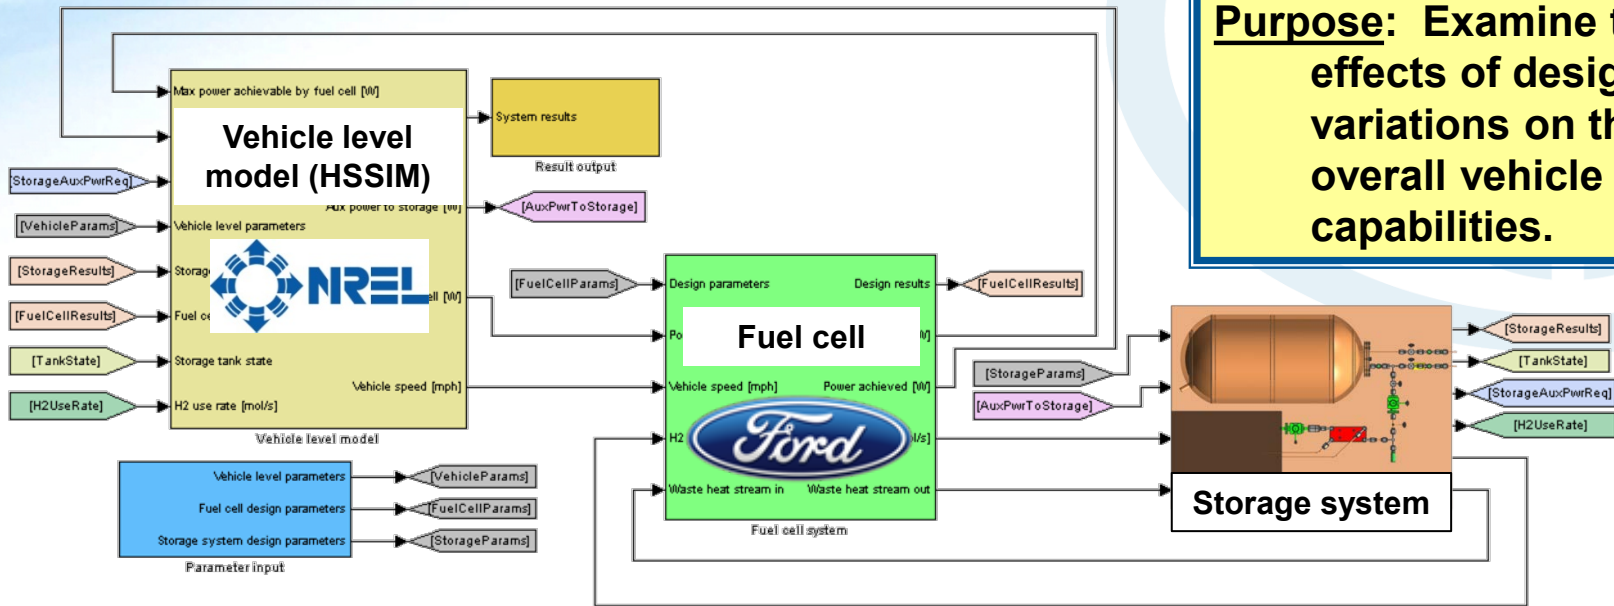 Purpose: Examine t
effects of desig
variations on th
overall vehicle
capabilities.
Max power achievable by fuel cell [W]
Vehicle level
model (HSSIM)
[StorageAuxPwrReq]
Aux power to storage [W]
[VehicleParams]
Vehicle level parameters
[StorageResults]
Storag
NREL
ell [W]
[FuelCellResults]
Fuel ce
[TankState]
Storage tank state
Vehicle speed [mph]
[H2UseRate]
H2 use rate [mol/s]
Vehicle level model
System results
Result output
[AuxPwrToStorage]
[FuelCellParams]
Design parameters
Design results
[FuelCellResults]
Po
Fuel cell
W]
Vehicle speed [mph]
Power achieved [W]
H2
Ford
ol/s]
Waste heat stream in
Waste heat stream out
Fuel cell system
[StorageParams]
[AuxPwrToStorage]
Storage system
[StorageResults]
[TankState]
[StorageAuxPwrReq]
[H2UseRate]
Vehicle level parameters
[VehicleParams]
Fuel cell design parameters
[FuelCellParams]
Storage system design parameters
[StorageParams]
Parameter input